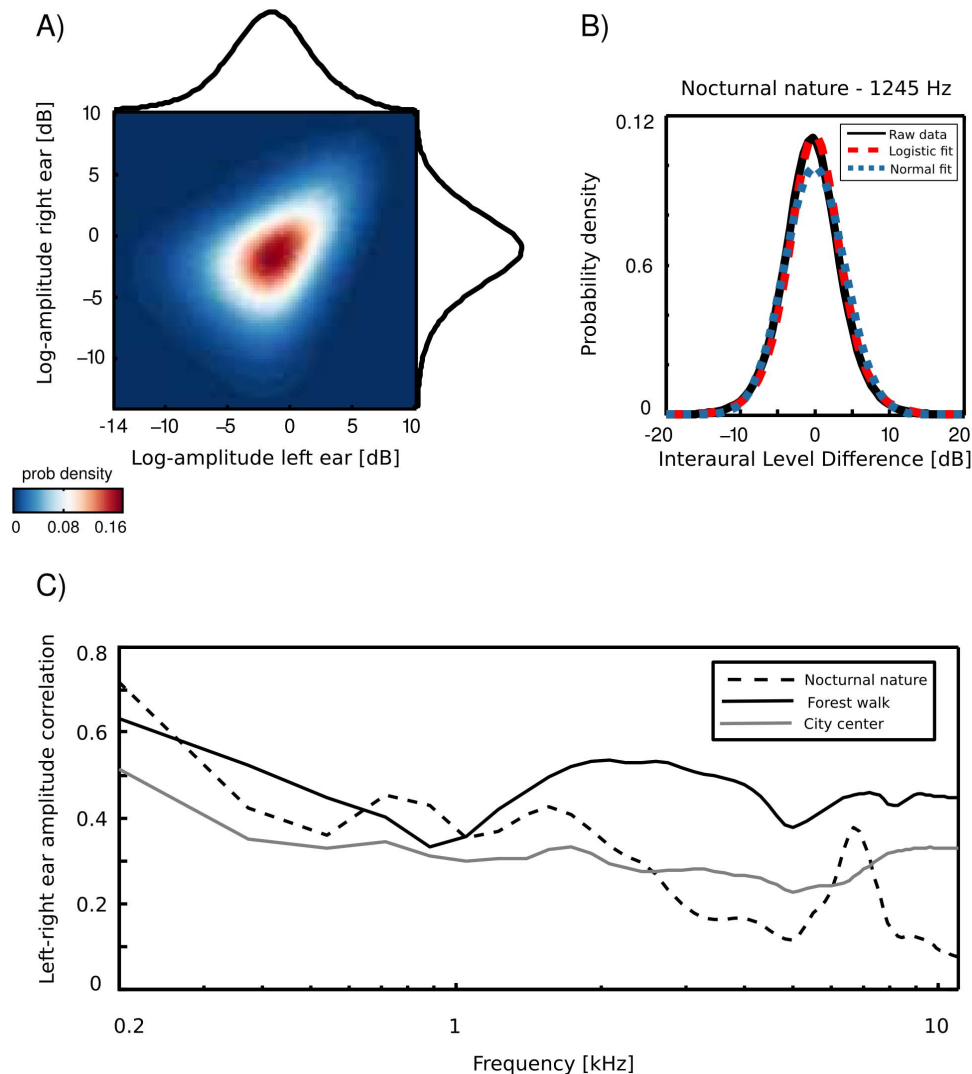 A)
Log-amplitude right ear [dB]
10
5
0
−5
−10
-14 -10 −5 0 5 10
Log-amplitude left ear [dB]
prob density
0 0.08 0.16
B)
Nocturnal nature - 1245 Hz
Probability density
0.12
0.6
0
Raw data
Logistic fit
Normal fit
-20 −10 0 10 20
Interaural Level Difference [dB]
C)
Left-right ear amplitude correlation
0.8
0.6
0.4
0.2
0
Nocturnal nature
Forest walk
City center
0.2 1 10
Frequency [kHz]